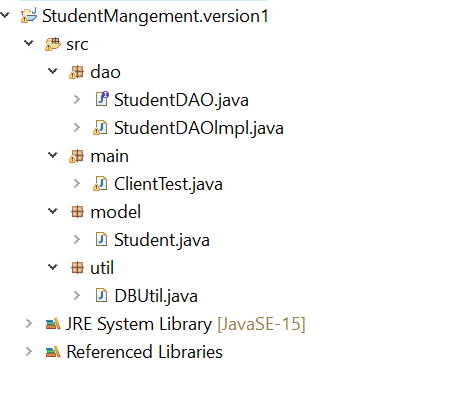 StudentMangement.version1
src
dao
StudentDAO.java
StudentDAOImpl.java
main
ClientTest.java
model
Student.java
util
DBUtil.java
JRE System Library [JavaSE-15]
Referenced Libraries